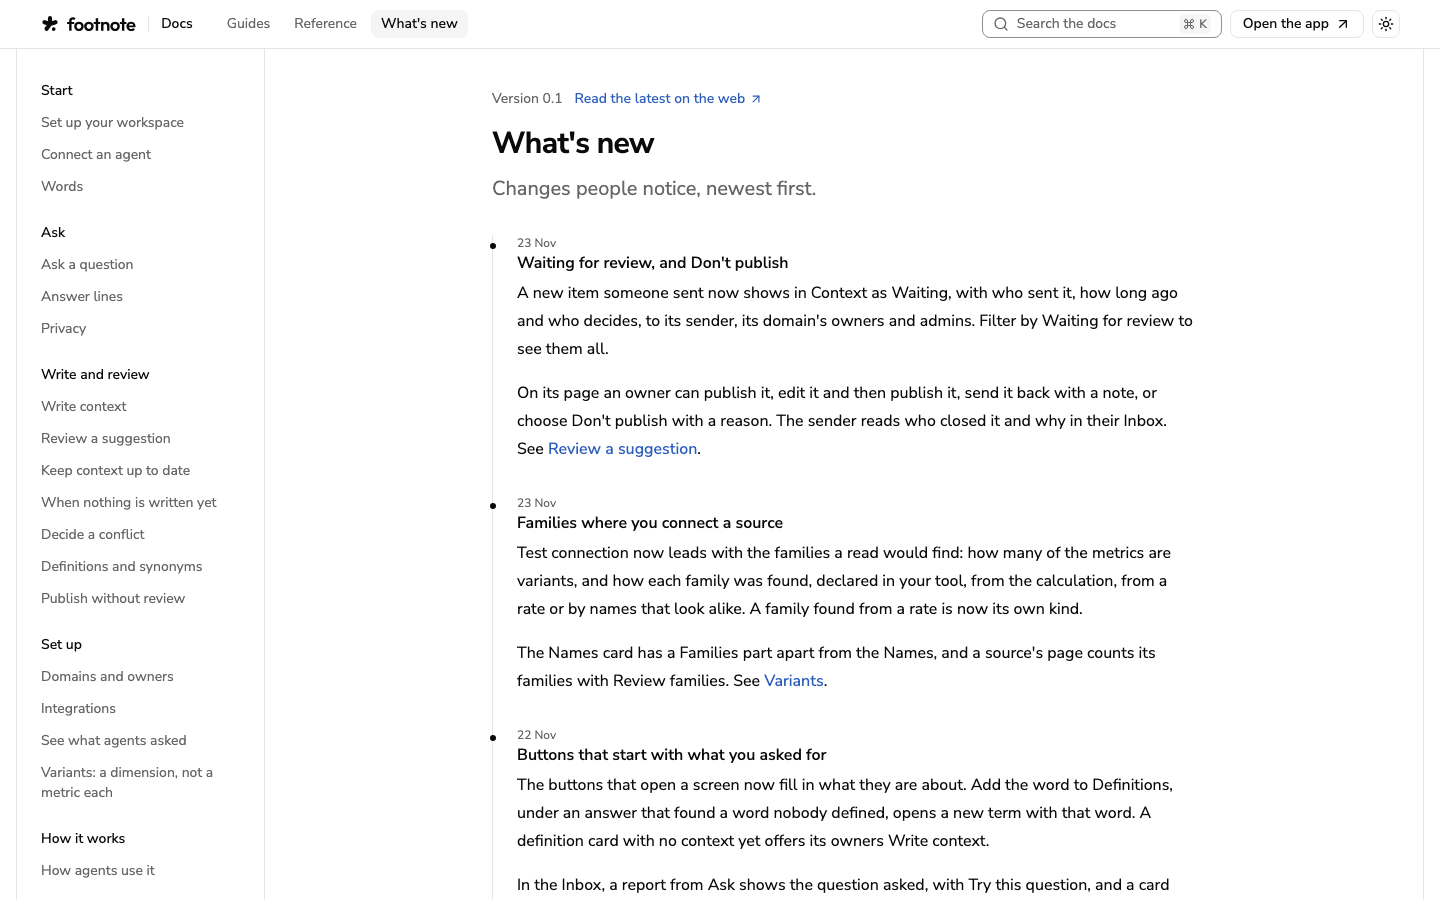 footnote
Docs
Guides
Reference
What's new
Search the docs
⌘ K
Open the app
Start
Set up your workspace
Connect an agent
Words
Ask
Ask a question
Answer lines
Privacy
Write and review
Write context
Review a suggestion
Keep context up to date
When nothing is written yet
Decide a conflict
Definitions and synonyms
Publish without review
Set up
Domains and owners
Integrations
See what agents asked
Variants: a dimension, not a
metric each
How it works
How agents use it
Version 0.1 Read the latest on the web
What's new
Changes people notice, newest first.
23 Nov
Waiting for review, and Don't publish
A new item someone sent now shows in Context as Waiting, with who sent it, how long ago
and who decides, to its sender, its domain's owners and admins. Filter by Waiting for review to
see them all.
On its page an owner can publish it, edit it and then publish it, send it back with a note, or
choose Don't publish with a reason. The sender reads who closed it and why in their Inbox.
See Review a suggestion.
23 Nov
Families where you connect a source
Test connection now leads with the families a read would find: how many of the metrics are
variants, and how each family was found, declared in your tool, from the calculation, from a
rate or by names that look alike. A family found from a rate is now its own kind.
The Names card has a Families part apart from the Names, and a source's page counts its
families with Review families. See Variants.
22 Nov
Buttons that start with what you asked for
The buttons that open a screen now fill in what they are about. Add the word to Definitions,
under an answer that found a word nobody defined, opens a new term with that word. A
definition card with no context yet offers its owners Write context.
In the Inbox, a report from Ask shows the question asked, with Try this question, and a card